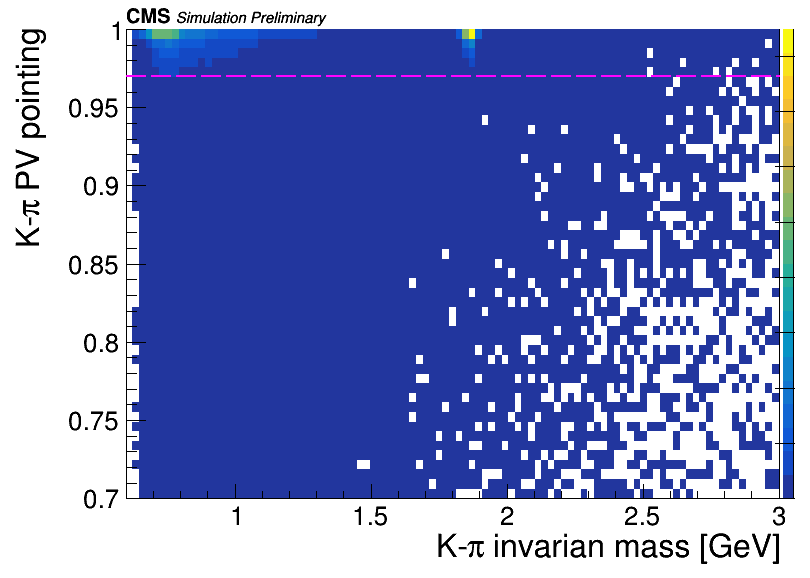 CMS Simulation Preliminary
K-π PV pointing
1
0.95
0.9
0.85
0.8
0.75
0.7
1 1.5 2 2.5 3
K-π invarian mass [GeV]